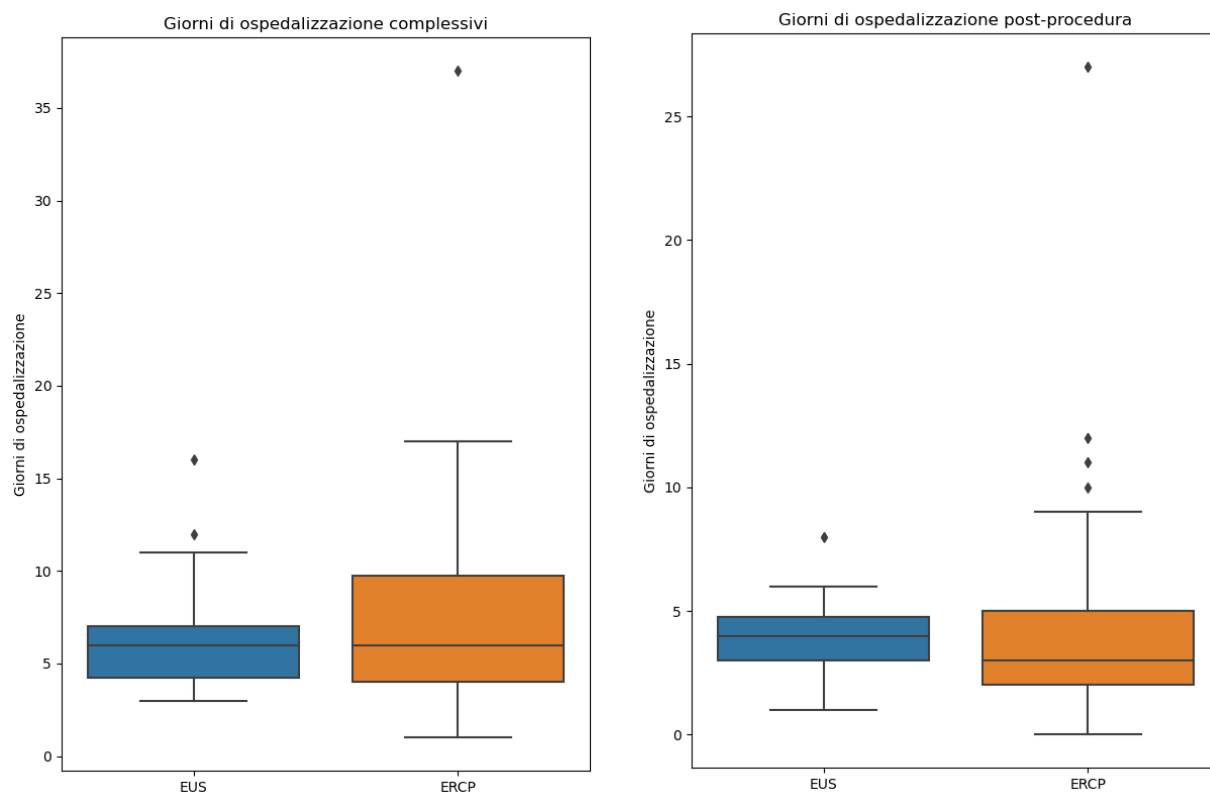 Giorni di ospedalizzazione complessivi
Giorni di ospedalizzazione
35
30
25
20
15
10
5
0
EUS
ERCP
Giorni di ospedalizzazione post-procedura
Giorni di ospedalizzazione
25
20
15
10
5
0
EUS
ERCP